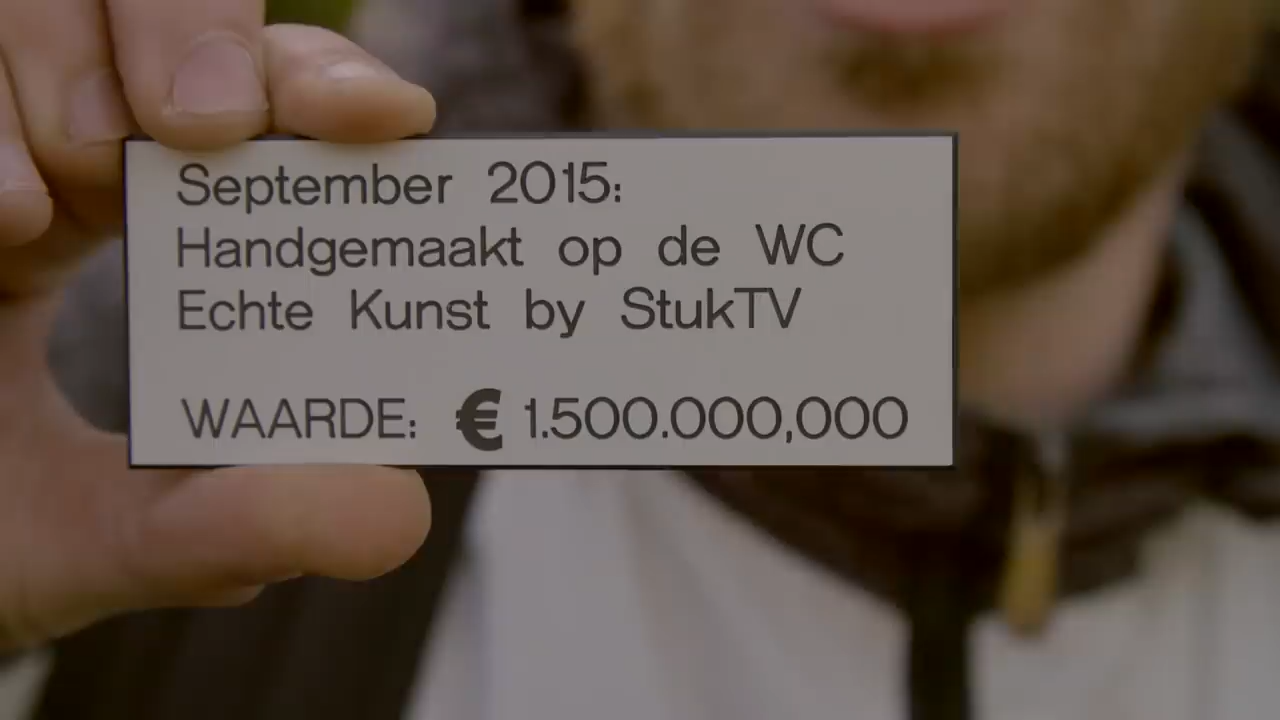 September 2015:
Handgemaakt op de WC
Echte Kunst by StukTV
WAARDE: € 1.500.000,000